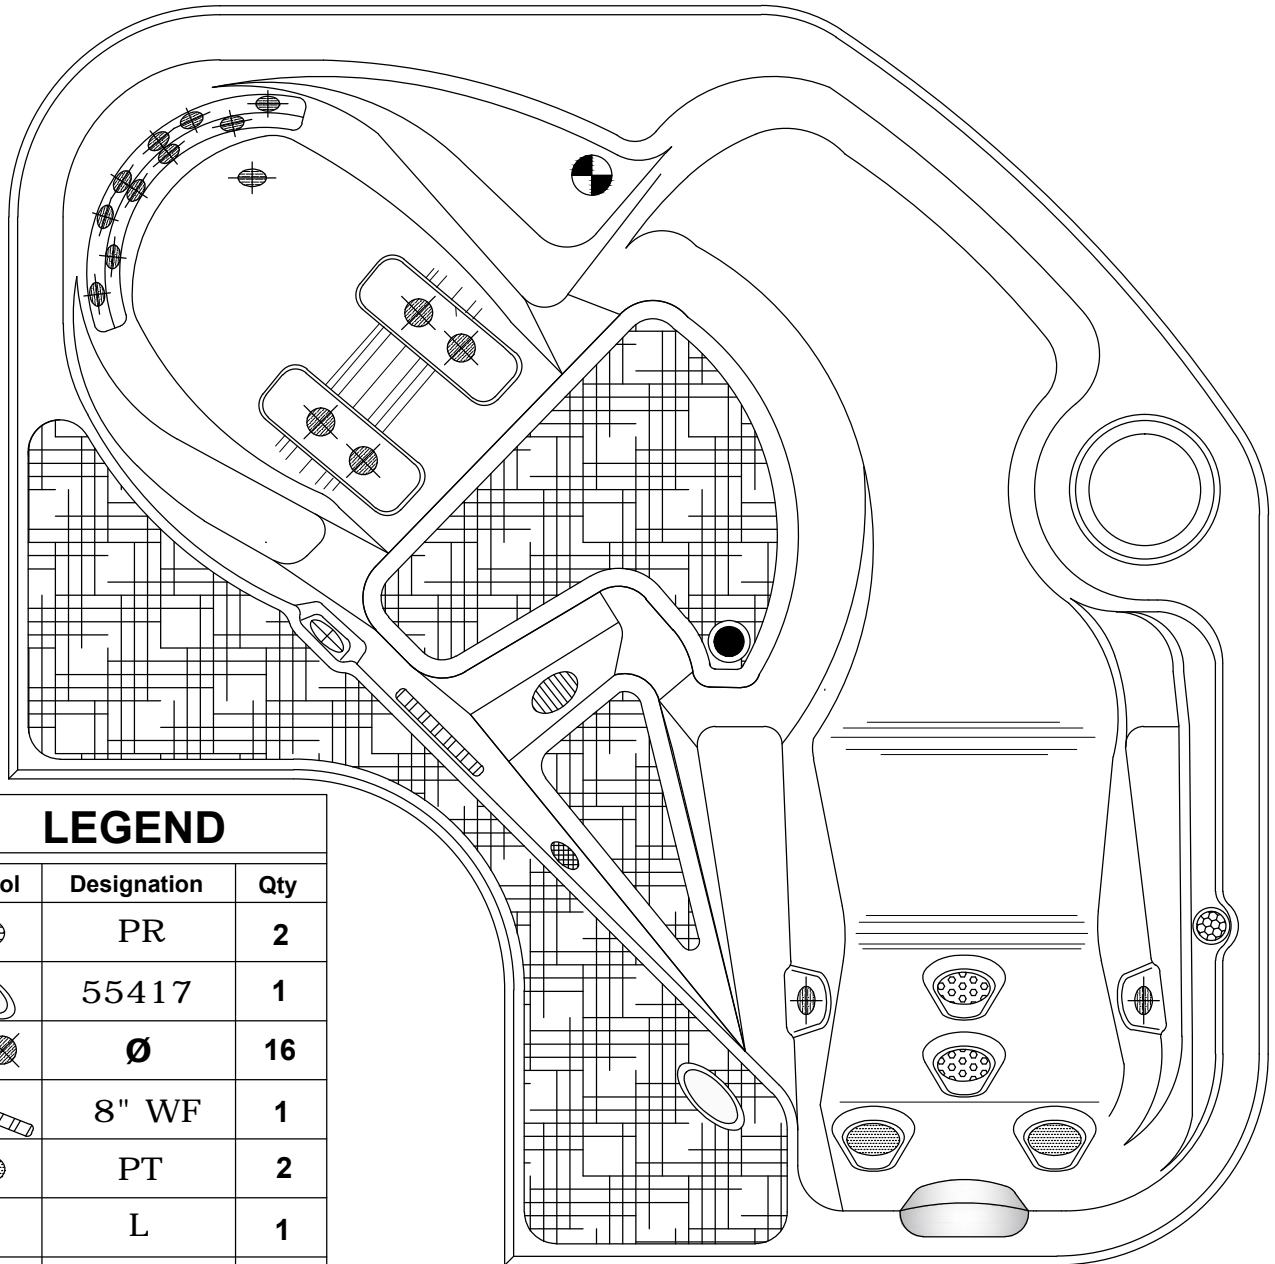 LEGEND
ol Designation Qty
PR 2
55417 1
Ø 16
8" WF 1
PT 2
L 1